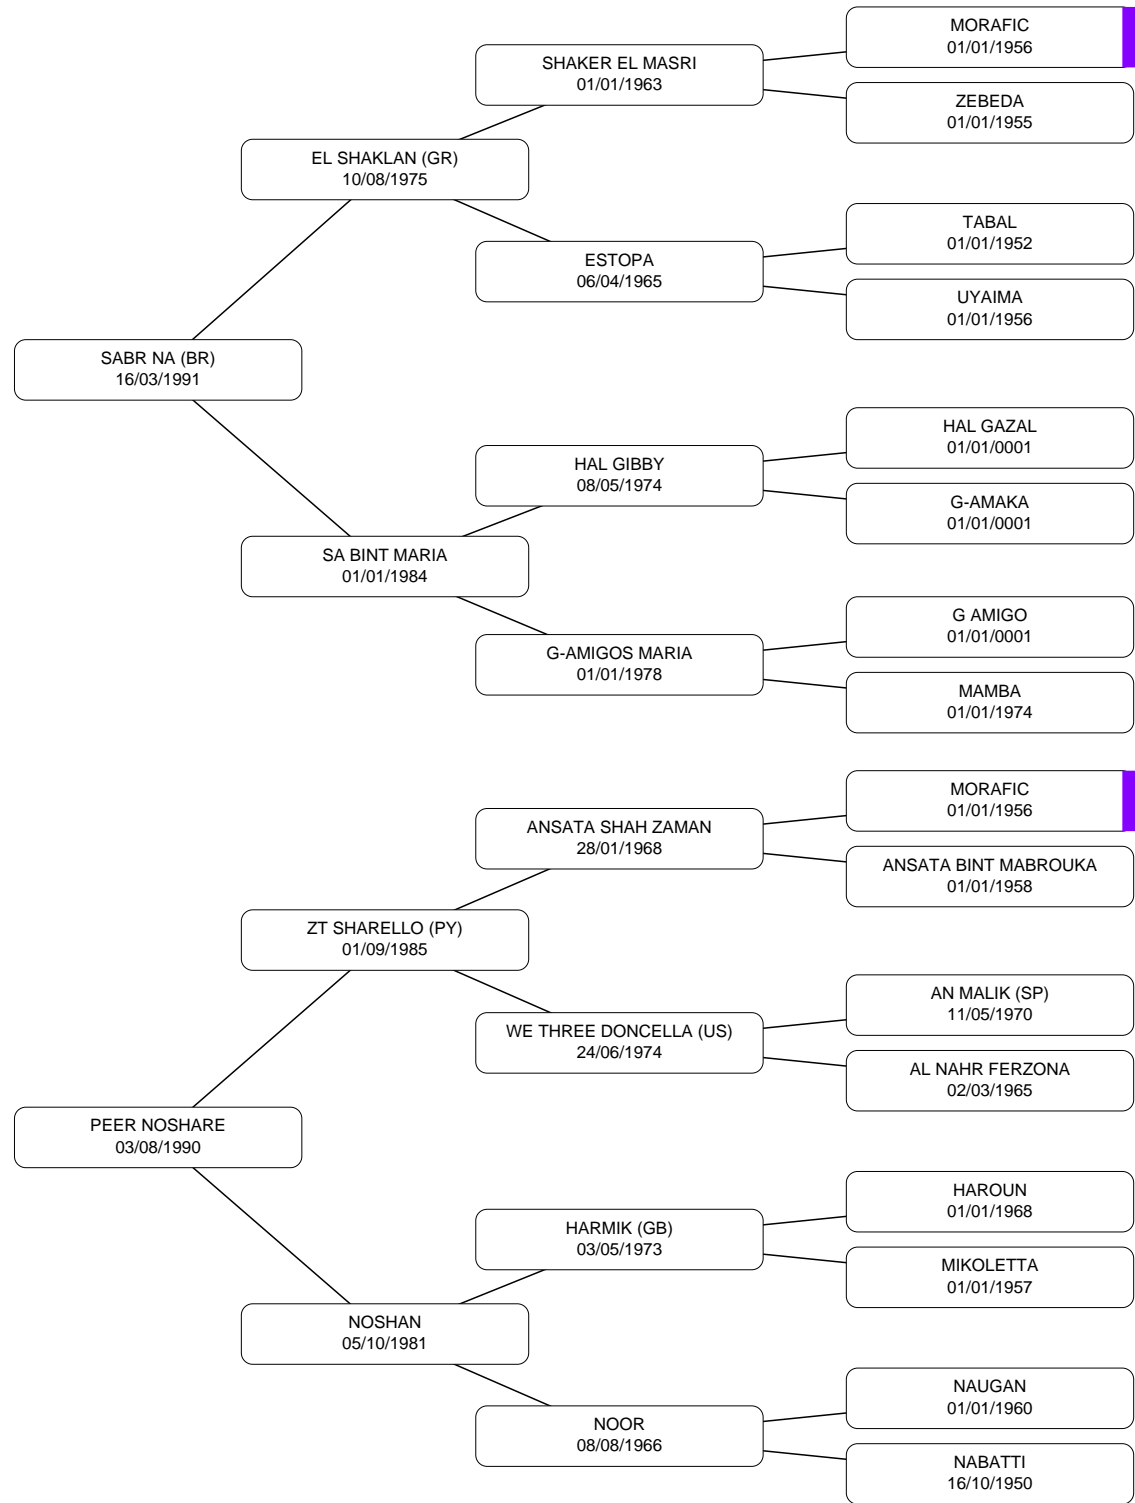 MORAFIC
01/01/1956
SHAKER EL MASRI
01/01/1963
ZEBEDA
01/01/1955
EL SHAKLAN (GR)
10/08/1975
TABAL
01/01/1952
ESTOPA
06/04/1965
UYAIMA
01/01/1956
SABR NA (BR)
16/03/1991
HAL GAZAL
01/01/0001
HAL GIBBY
08/05/1974
G-AMAKA
01/01/0001
SA BINT MARIA
01/01/1984
G AMIGO
01/01/0001
G-AMIGOS MARIA
01/01/1978
MAMBA
01/01/1974
MORAFIC
01/01/1956
ANSATA SHAH ZAMAN
28/01/1968
ANSATA BINT MABROUKA
01/01/1958
ZT SHARELLO (PY)
01/09/1985
AN MALIK (SP)
11/05/1970
WE THREE DONCELLA (US)
24/06/1974
AL NAHR FERZONA
02/03/1965
PEER NOSHARE
03/08/1990
HAROUN
01/01/1968
HARMIK (GB)
03/05/1973
MIKOLETTA
01/01/1957
NOSHAN
05/10/1981
NAUGAN
01/01/1960
NOOR
08/08/1966
NABATTI
16/10/1950